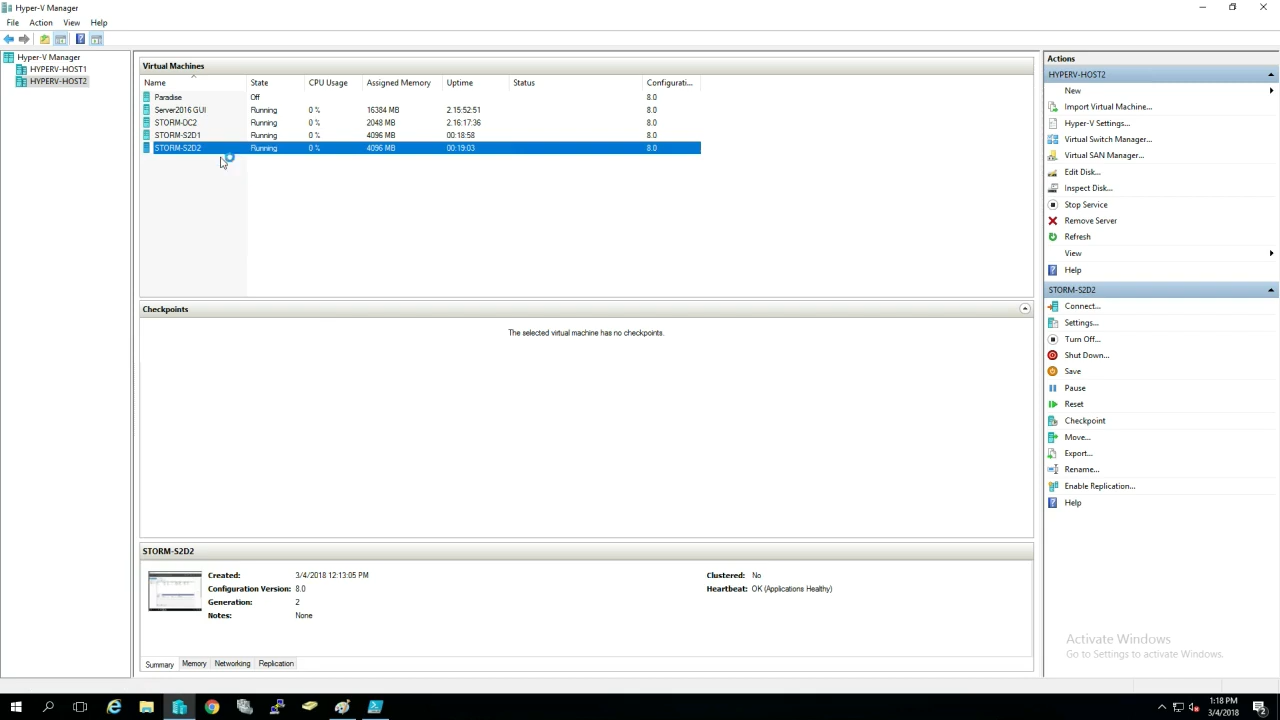 Hyper-V Manager
File Action View Help
Hyper-V Manager
HYPERV-HOST1
HYPERV-HOST2
Virtual Machines
Name State CPU Usage Assigned Memory Uptime Status Configurati...
Paradise Off 8.0
Server2016 GUI Running 0 % 16384 MB 2.15:52:51 8.0
STORM-DC2 Running 0 % 2048 MB 2.16:17:36 8.0
STORM-S2D1 Running 0 % 4096 MB 00:18:58 8.0
STORM-S2D2 Running 0 % 4096 MB 00:19:03 8.0
Checkpoints
The selected virtual machine has no checkpoints.
STORM-S2D2
Created: 3/4/2018 12:13:05 PM Clustered: No
Configuration Version: 8.0 Heartbeat: OK (Applications Healthy)
Generation: 2
Notes: None
Summary Memory Networking Replication
Actions
HYPERV-HOST2
New
Import Virtual Machine...
Hyper-V Settings...
Virtual Switch Manager...
Virtual SAN Manager...
Edit Disk...
Inspect Disk...
Stop Service
Remove Server
Refresh
View
Help
STORM-S2D2
Connect...
Settings...
Turn Off...
Shut Down...
Save
Pause
Reset
Checkpoint
Move...
Export...
Rename...
Enable Replication...
Help
Activate Windows
Go to Settings to activate Windows.
1:18 PM
3/4/2018
2